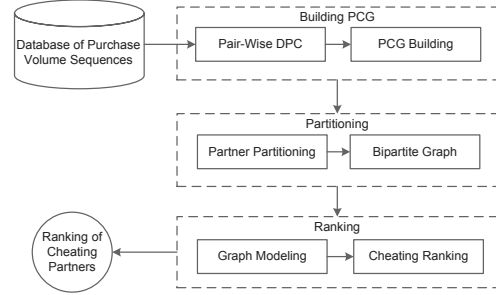 Building PCG
Database of Purchase
Volume Sequences
Pair-Wise DPC
PCG Building
Partitioning
Partner Partitioning
Bipartite Graph
Ranking
Ranking of
Cheating
Partners
Graph Modeling
Cheating Ranking